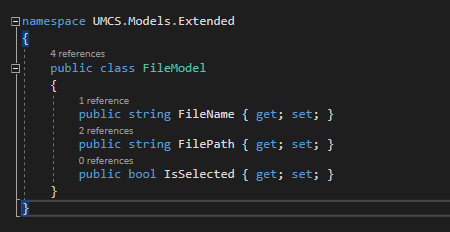 namespace UMCS.Models.Extended
{
4 references
public class FileModel
{
1 reference
public string FileName { get; set; }
2 references
public string FilePath { get; set; }
0 references
public bool IsSelected { get; set; }
}
}